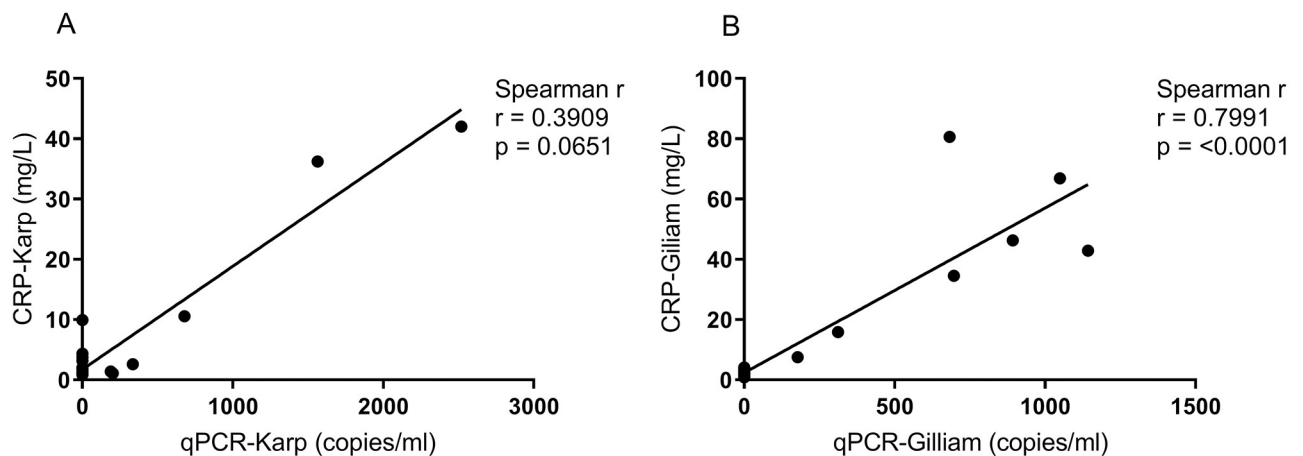 A
CRP-Karp (mg/L)
50
40
30
20
10
0
0
1000
2000
3000
qPCR-Karp (copies/ml)
Spearman r
r = 0.3909
p = 0.0651
B
CRP-Giliam (mg/L)
100
80
60
40
20
0
0
500
1000
1500
qPCR-Gilliam (copies/ml)
Spearman r
r = 0.7991
p = <0.0001